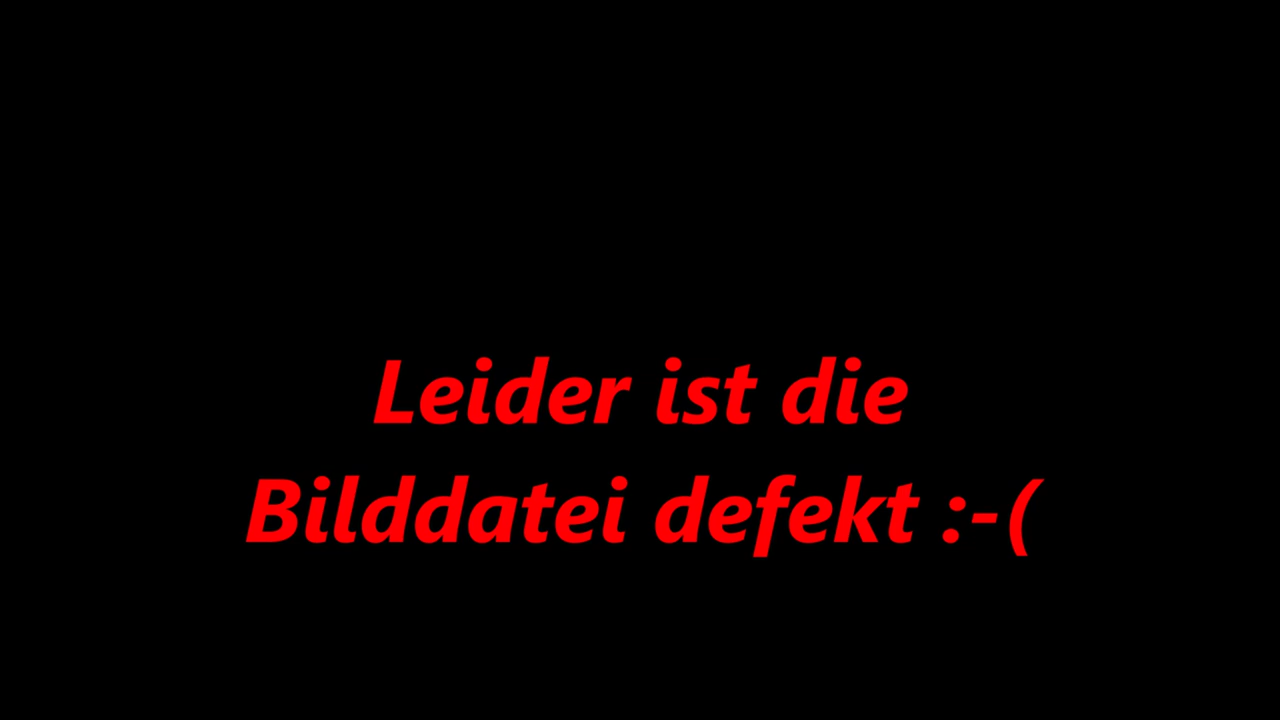 Leider ist die
Bilddatei defekt :-(